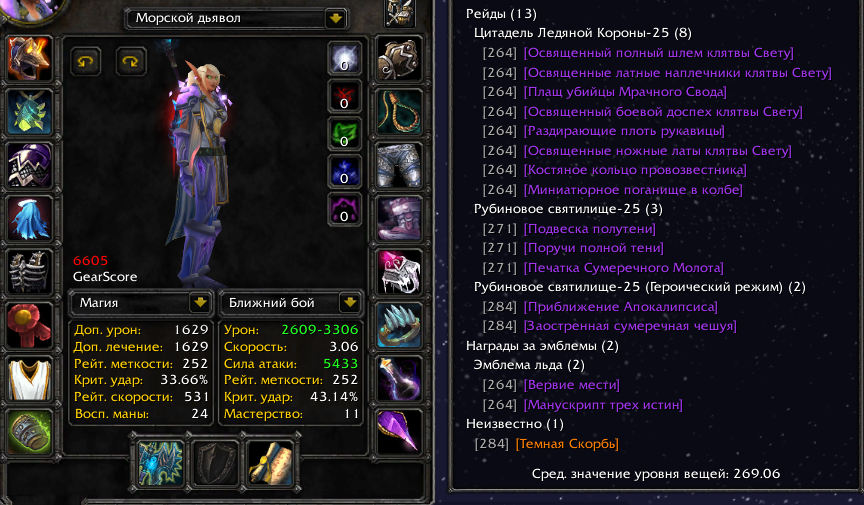 Морской дьявол
0
0
0
0
0
6605
GearScore
Магия
Доп. урон: 1629
Доп. лечение: 1629
Рейт. меткости: 252
Крит. удар: 33.66%
Рейт. скорости: 531
Восп. маны: 24
Ближний бой
Урон: 2609-3306
Скорость: 3.06
Сила атаки: 5433
Рейт. меткости: 252
Крит. удар: 43.14%
Мастерство: 11
Рейды (13)
Цитадель Ледяной Короны-25 (8)
[264] [Освященный полный шлем клятвы Свету]
[264] [Освященные латные наплечники клятвы Свету]
[264] [Плащ убийцы Мрачного Свода]
[264] [Освященный боевой доспех клятвы Свету]
[264] [Раздирающие плоть рукавицы]
[264] [Освященные ножные латы клятвы Свету]
[264] [Костяное кольцо провозвестника]
[264] [Миниатюрное поганище в колбе]
Рубиновое святилище-25 (3)
[271] [Подвеска полутени]
[271] [Поручи полной тени]
[271] [Печатка Сумеречного Молота]
Рубиновое святилище-25 (Героический режим) (2)
[284] [Приближение Апокалипсиса]
[284] [Заостренная сумеречная чешуя]
Награды за эмблемы (2)
Эмблема льда (2)
[264] [Вервие мести]
[264] [Манускрипт трех истин]
Неизвестно (1)
[284] [Темная Скорбь]
Сред. значение уровня вещей: 269.06